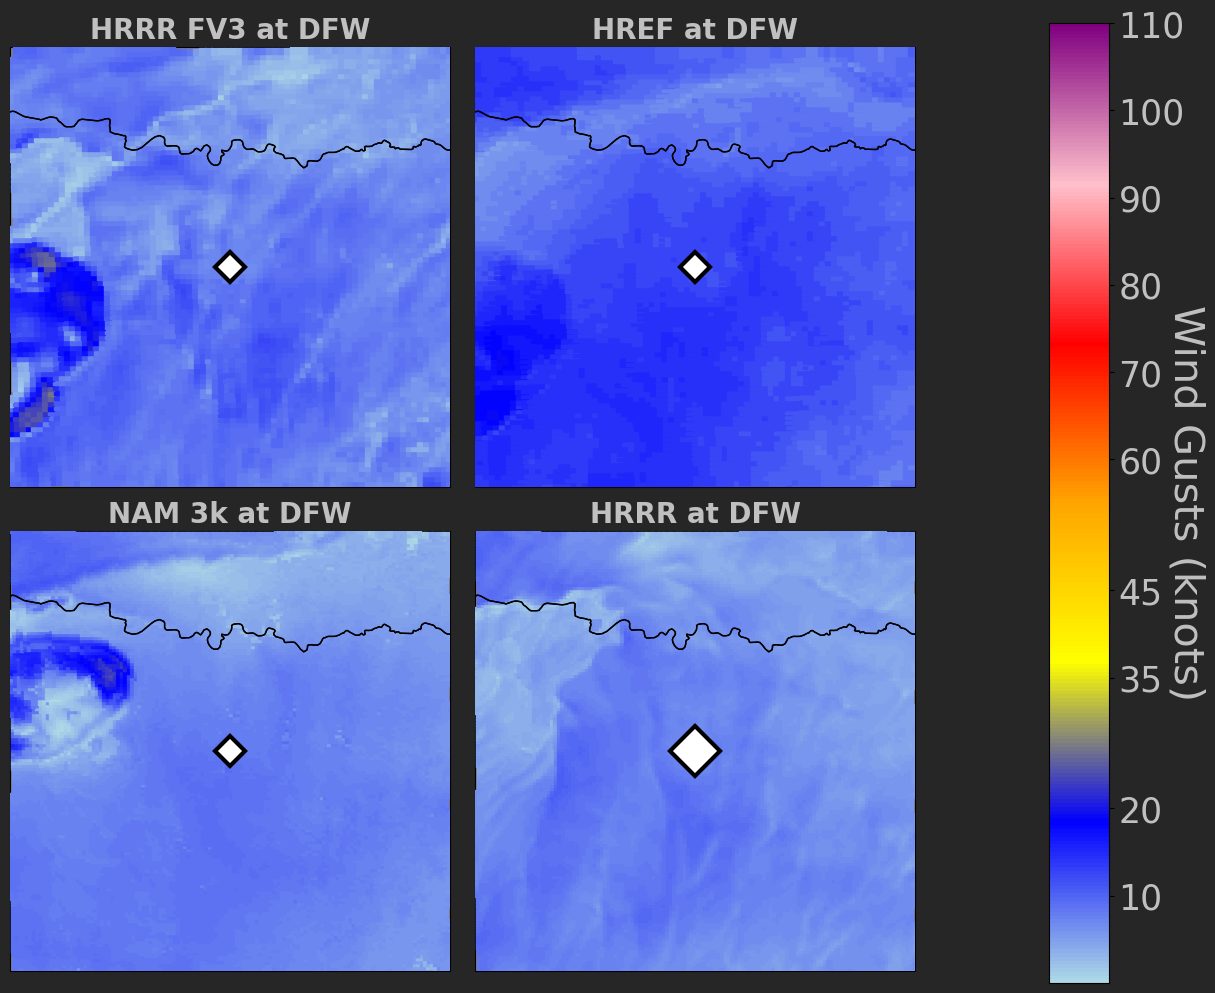 HRRR FV3 at DFW
HREF at DFW
NAM 3k at DFW
HRRR at DFW
110
100
90
80
70
60
45
35
20
10
Wind Gusts (knots)